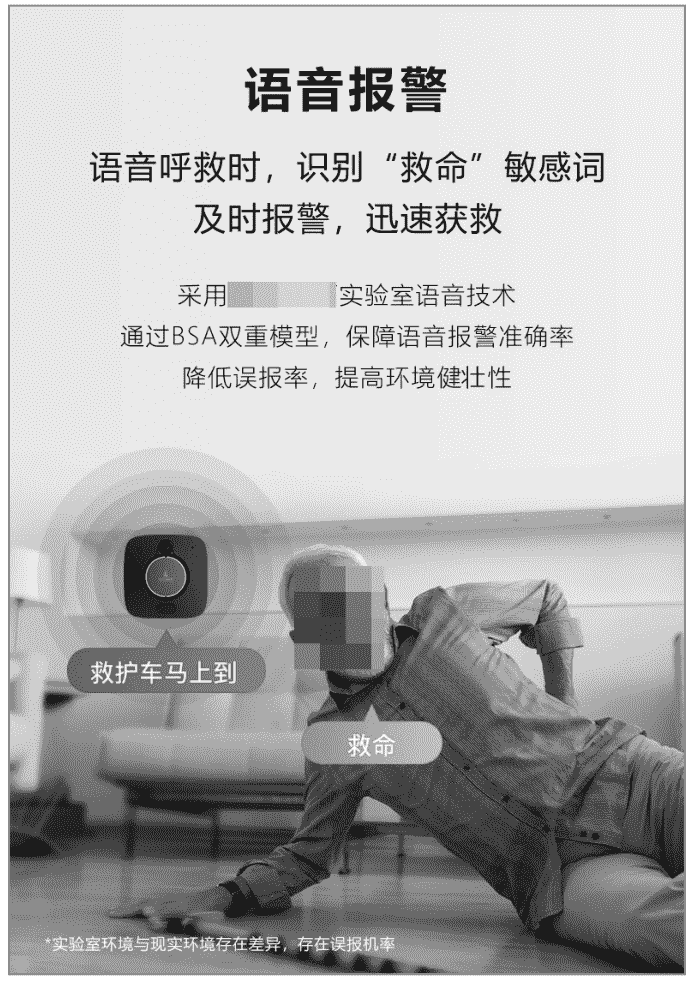 语音报警
语音呼救时，识别“救命”敏感词
及时报警，迅速获救
采用 实验室语音技术
通过BSA双重模型，保障语音报警准确率
降低误报率，提高环境健壮性
救护车马上到
救命
*实验室环境与现实环境存在差异，存在误报机率